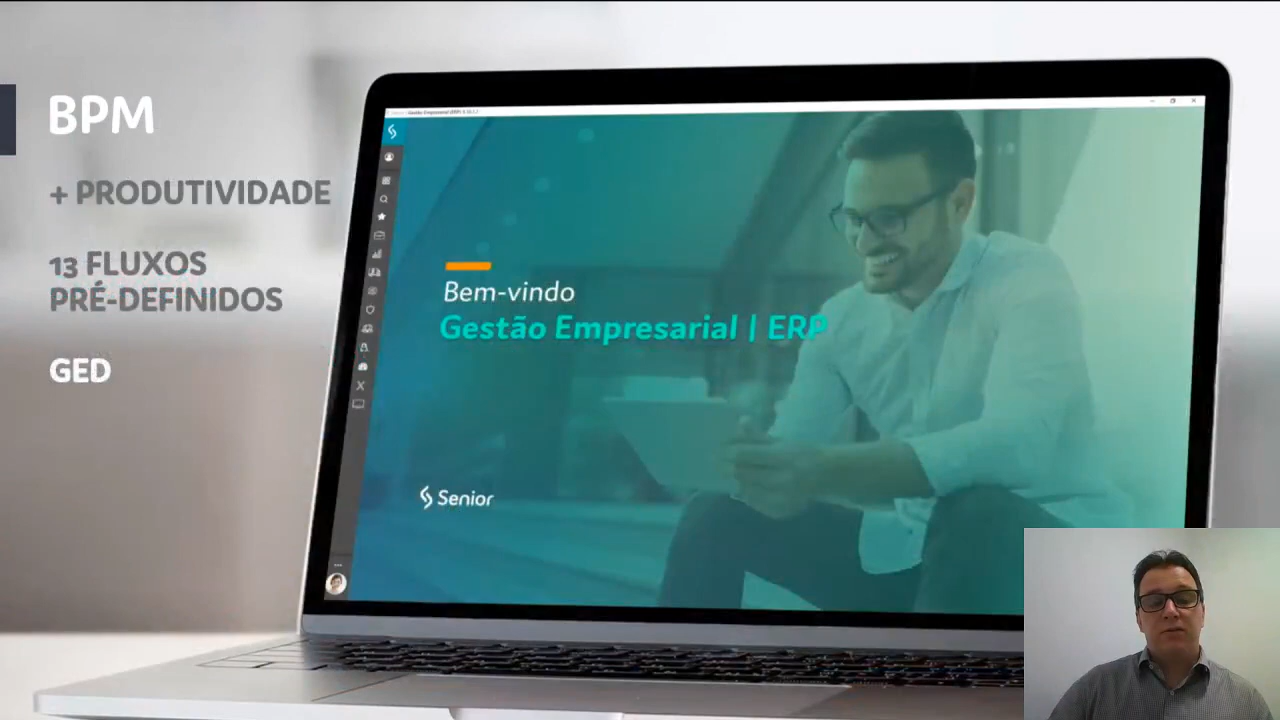 BPM
+ PRODUTIVIDADE
13 FLUXOS
PRÉ-DEFINIDOS
GED
Bem-vindo
Gestão Empresarial | ERP
Senior